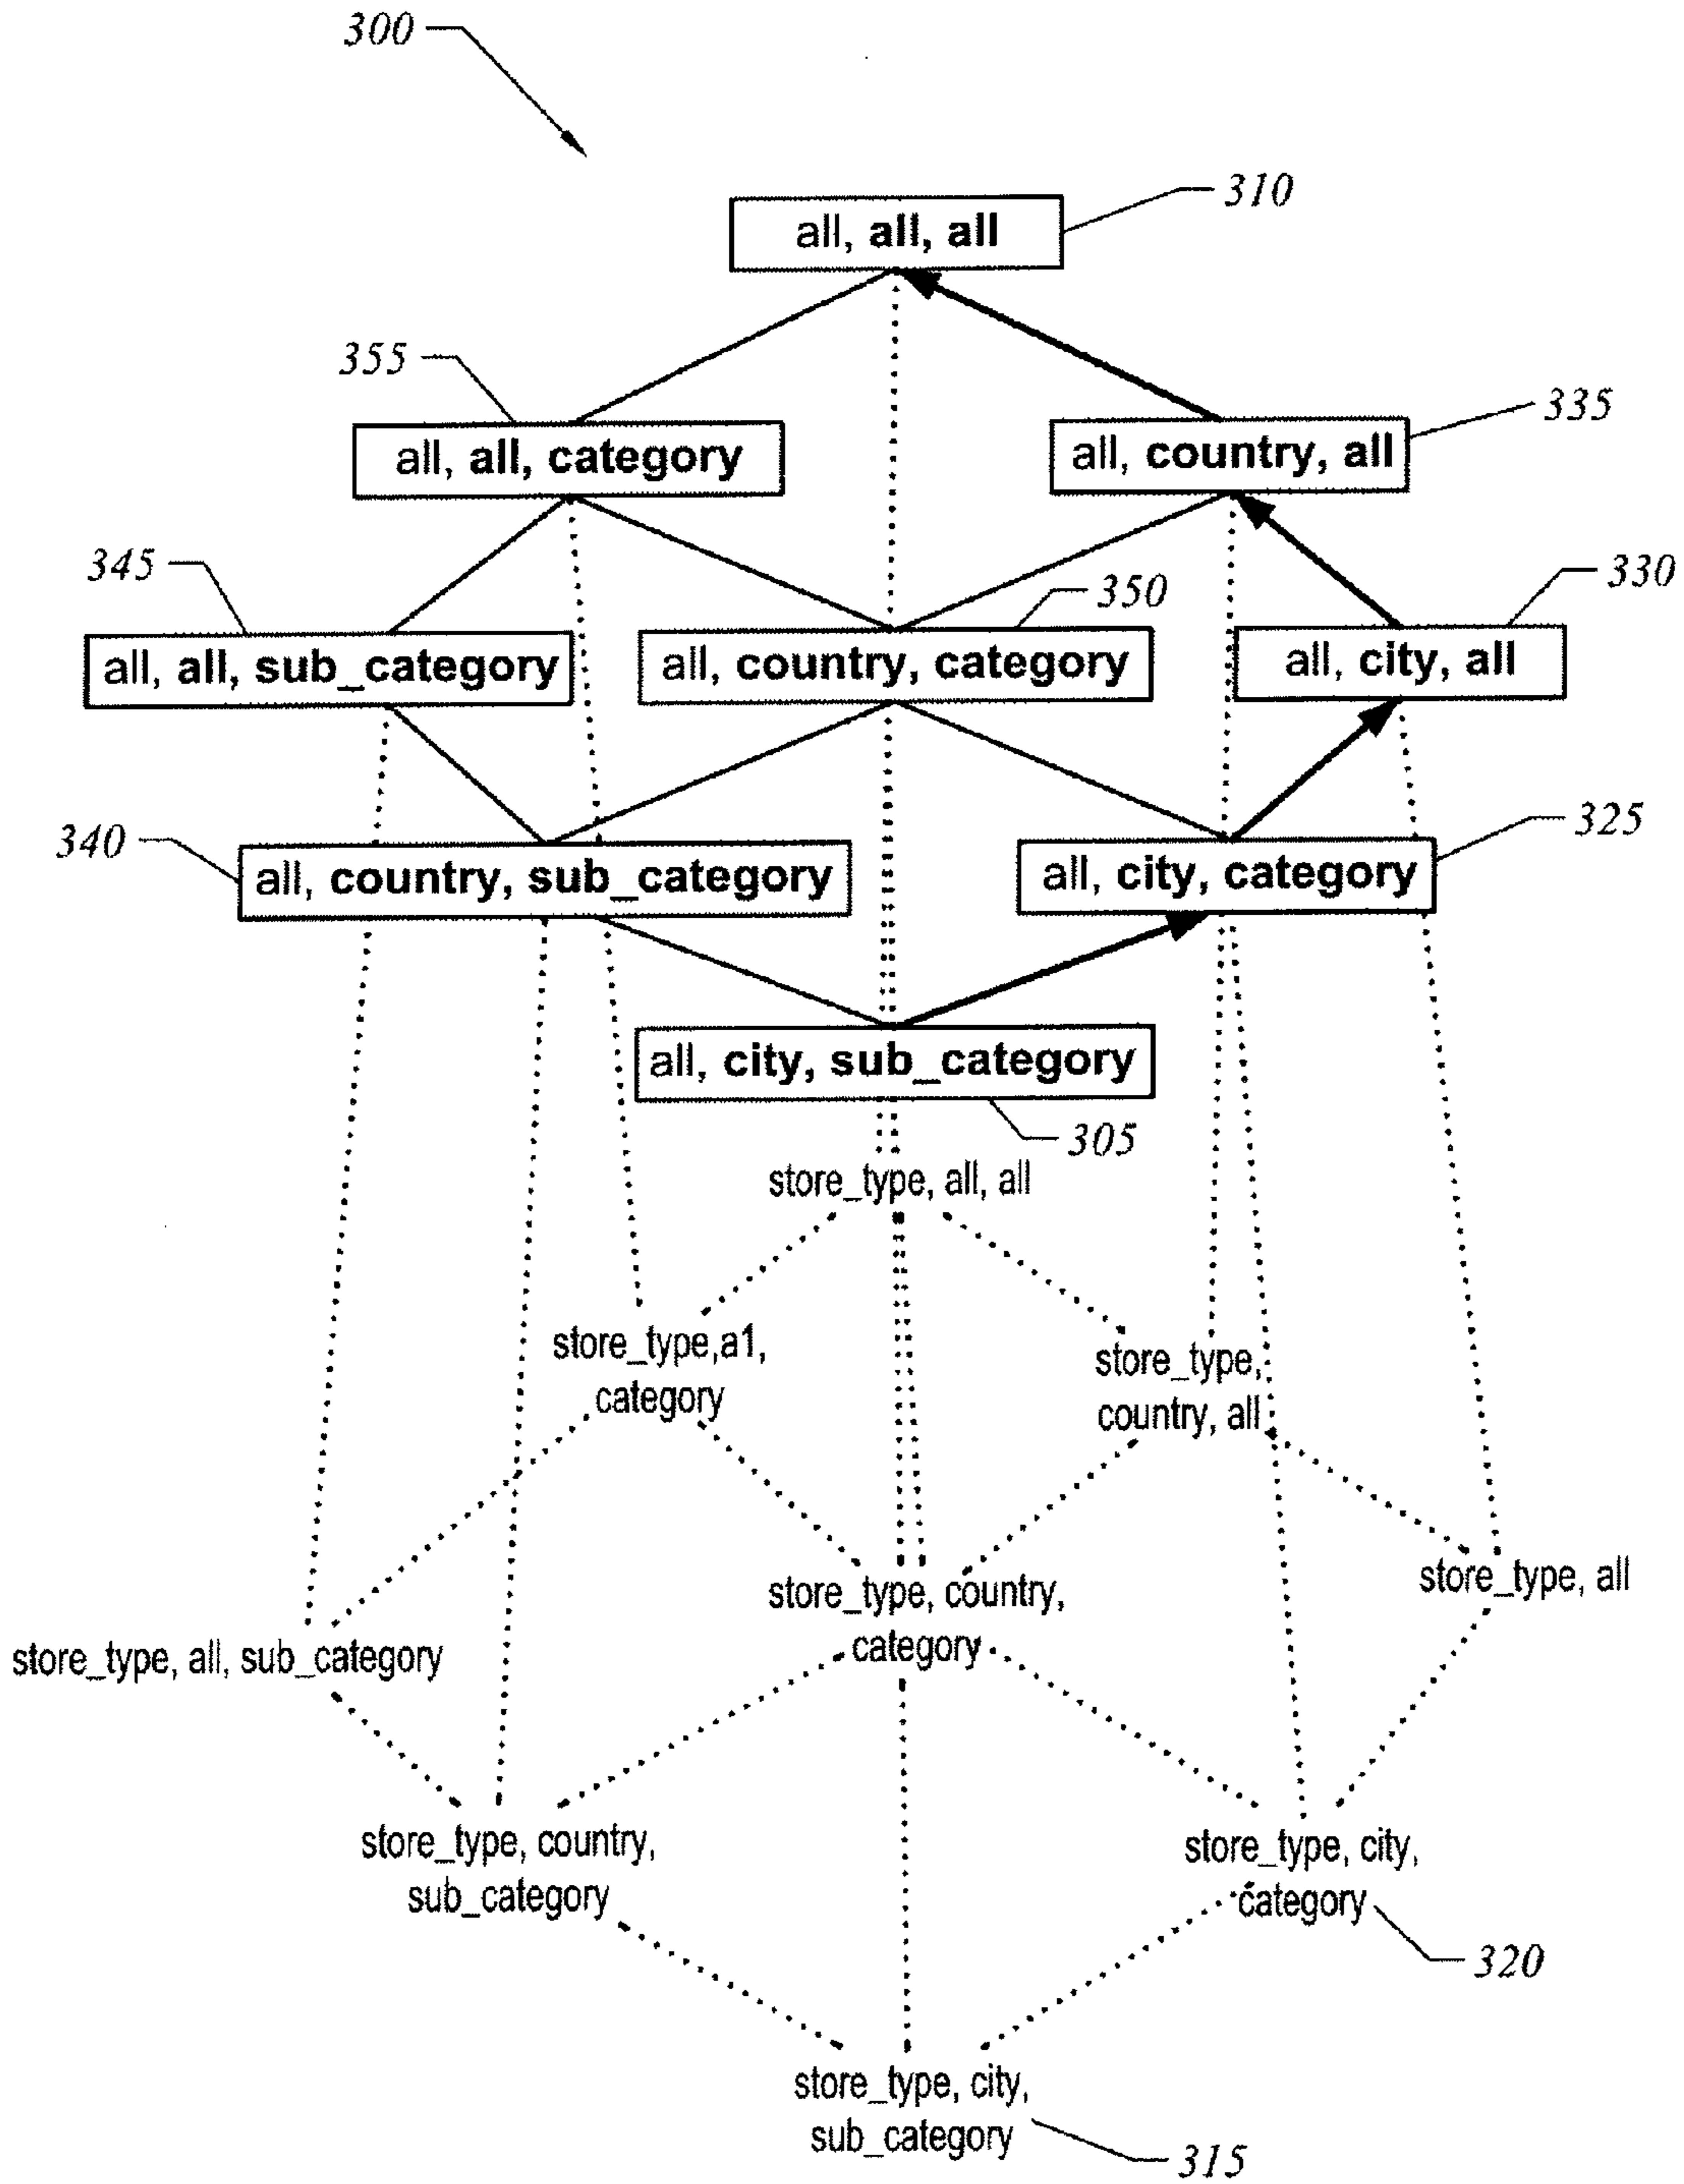 300
310
all, all, all
355
335
all, all, category
all, country, all
345
350
330
all, all, sub_category
all, country, category
all, city, all
340
325
all, country, sub_category
all, city, category
all, city, sub_category
305
store_type, all, all
store_type,a1,
category
store_type,
country, all
store_type, all
store_type, country,
category
store_type, all, sub_category
store_type, country,
sub_category
store_type, city,
category
320
store_type, city,
sub_category
315